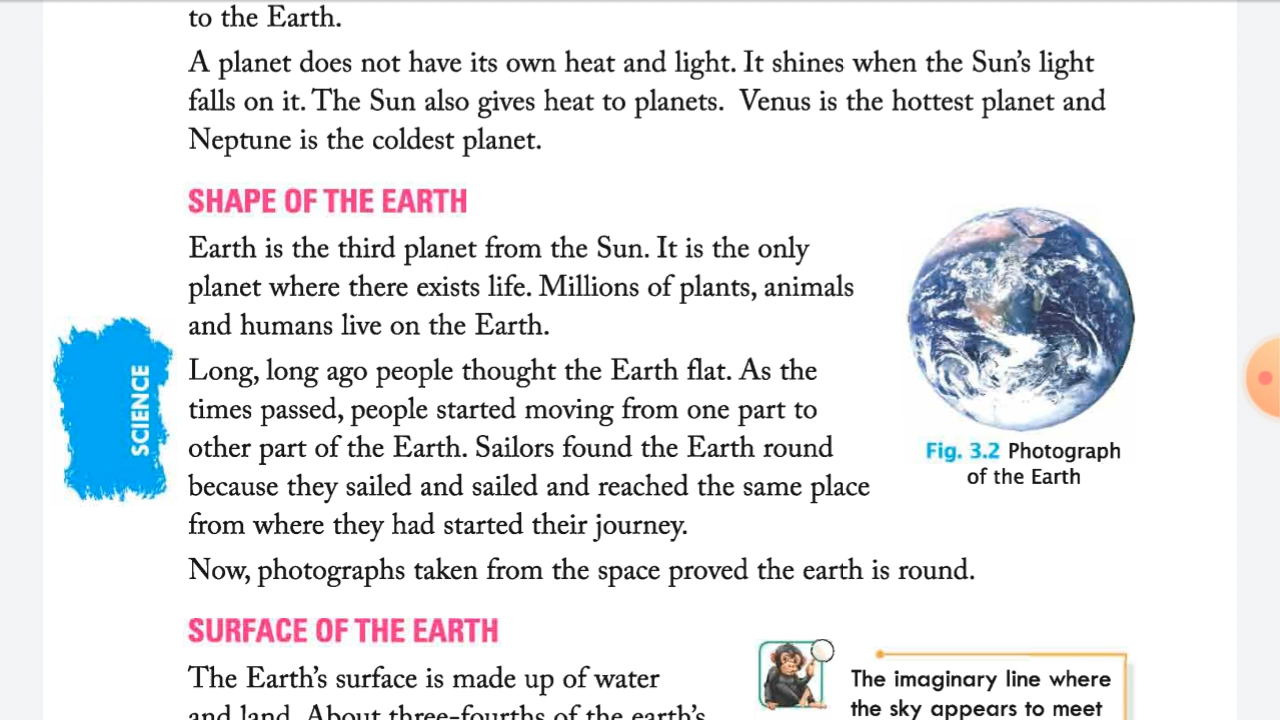 to the Earth.
A planet does not have its own heat and light. It shines when the Sun's light
falls on it. The Sun also gives heat to planets. Venus is the hottest planet and
Neptune is the coldest planet.
SHAPE OF THE EARTH
Earth is the third planet from the Sun. It is the only
planet where there exists life. Millions of plants, animals
and humans live on the Earth.
Long, long ago people thought the Earth flat. As the
times passed, people started moving from one part to
other part of the Earth. Sailors found the Earth round
because they sailed and sailed and reached the same place
from where they had started their journey.
Now, photographs taken from the space proved the earth is round.
Fig. 3.2 Photograph
of the Earth
SCIENCE
SURFACE OF THE EARTH
The Earth's surface is made up of water
and land. About three-fourths of the earth's
The imaginary line where
the sky appears to meet